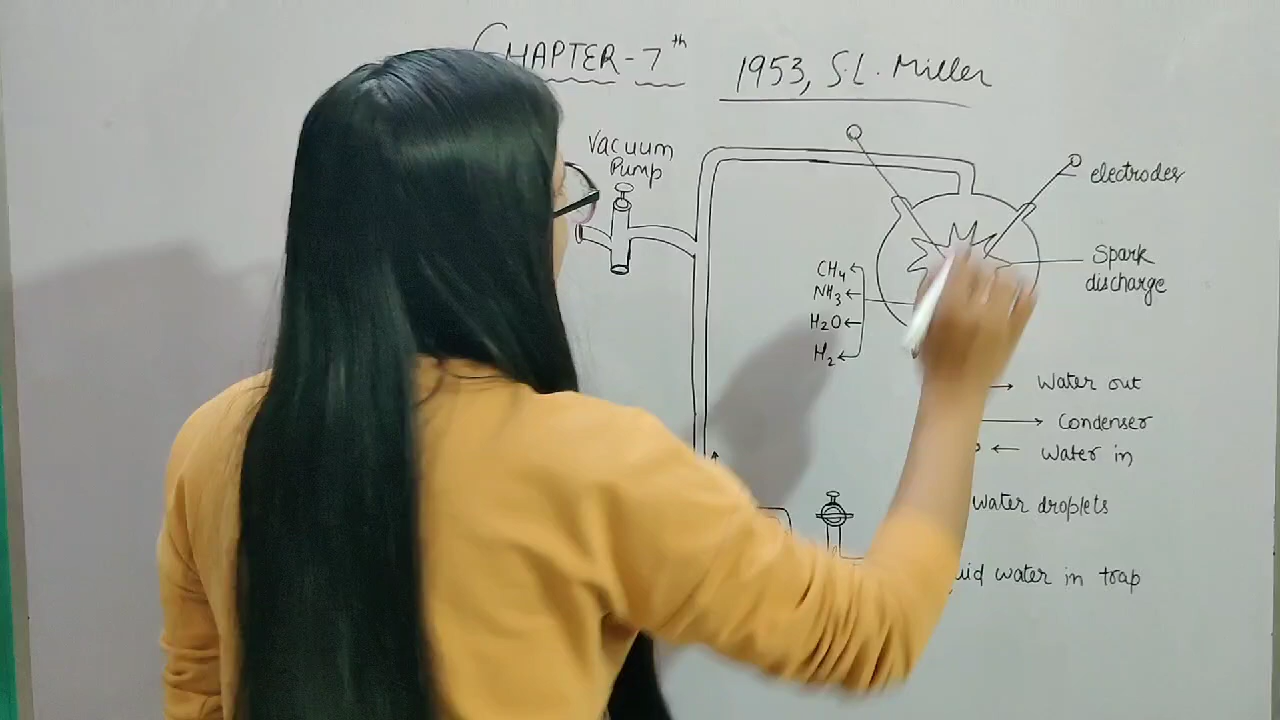 CHAPTER - 7th
1953, S.L. Miller
Vacuum
Pump
electrodes
Spark
discharge
CH4
NH3
H2O
H2
Water out
Condenser
Water in
Water droplets
water in trap